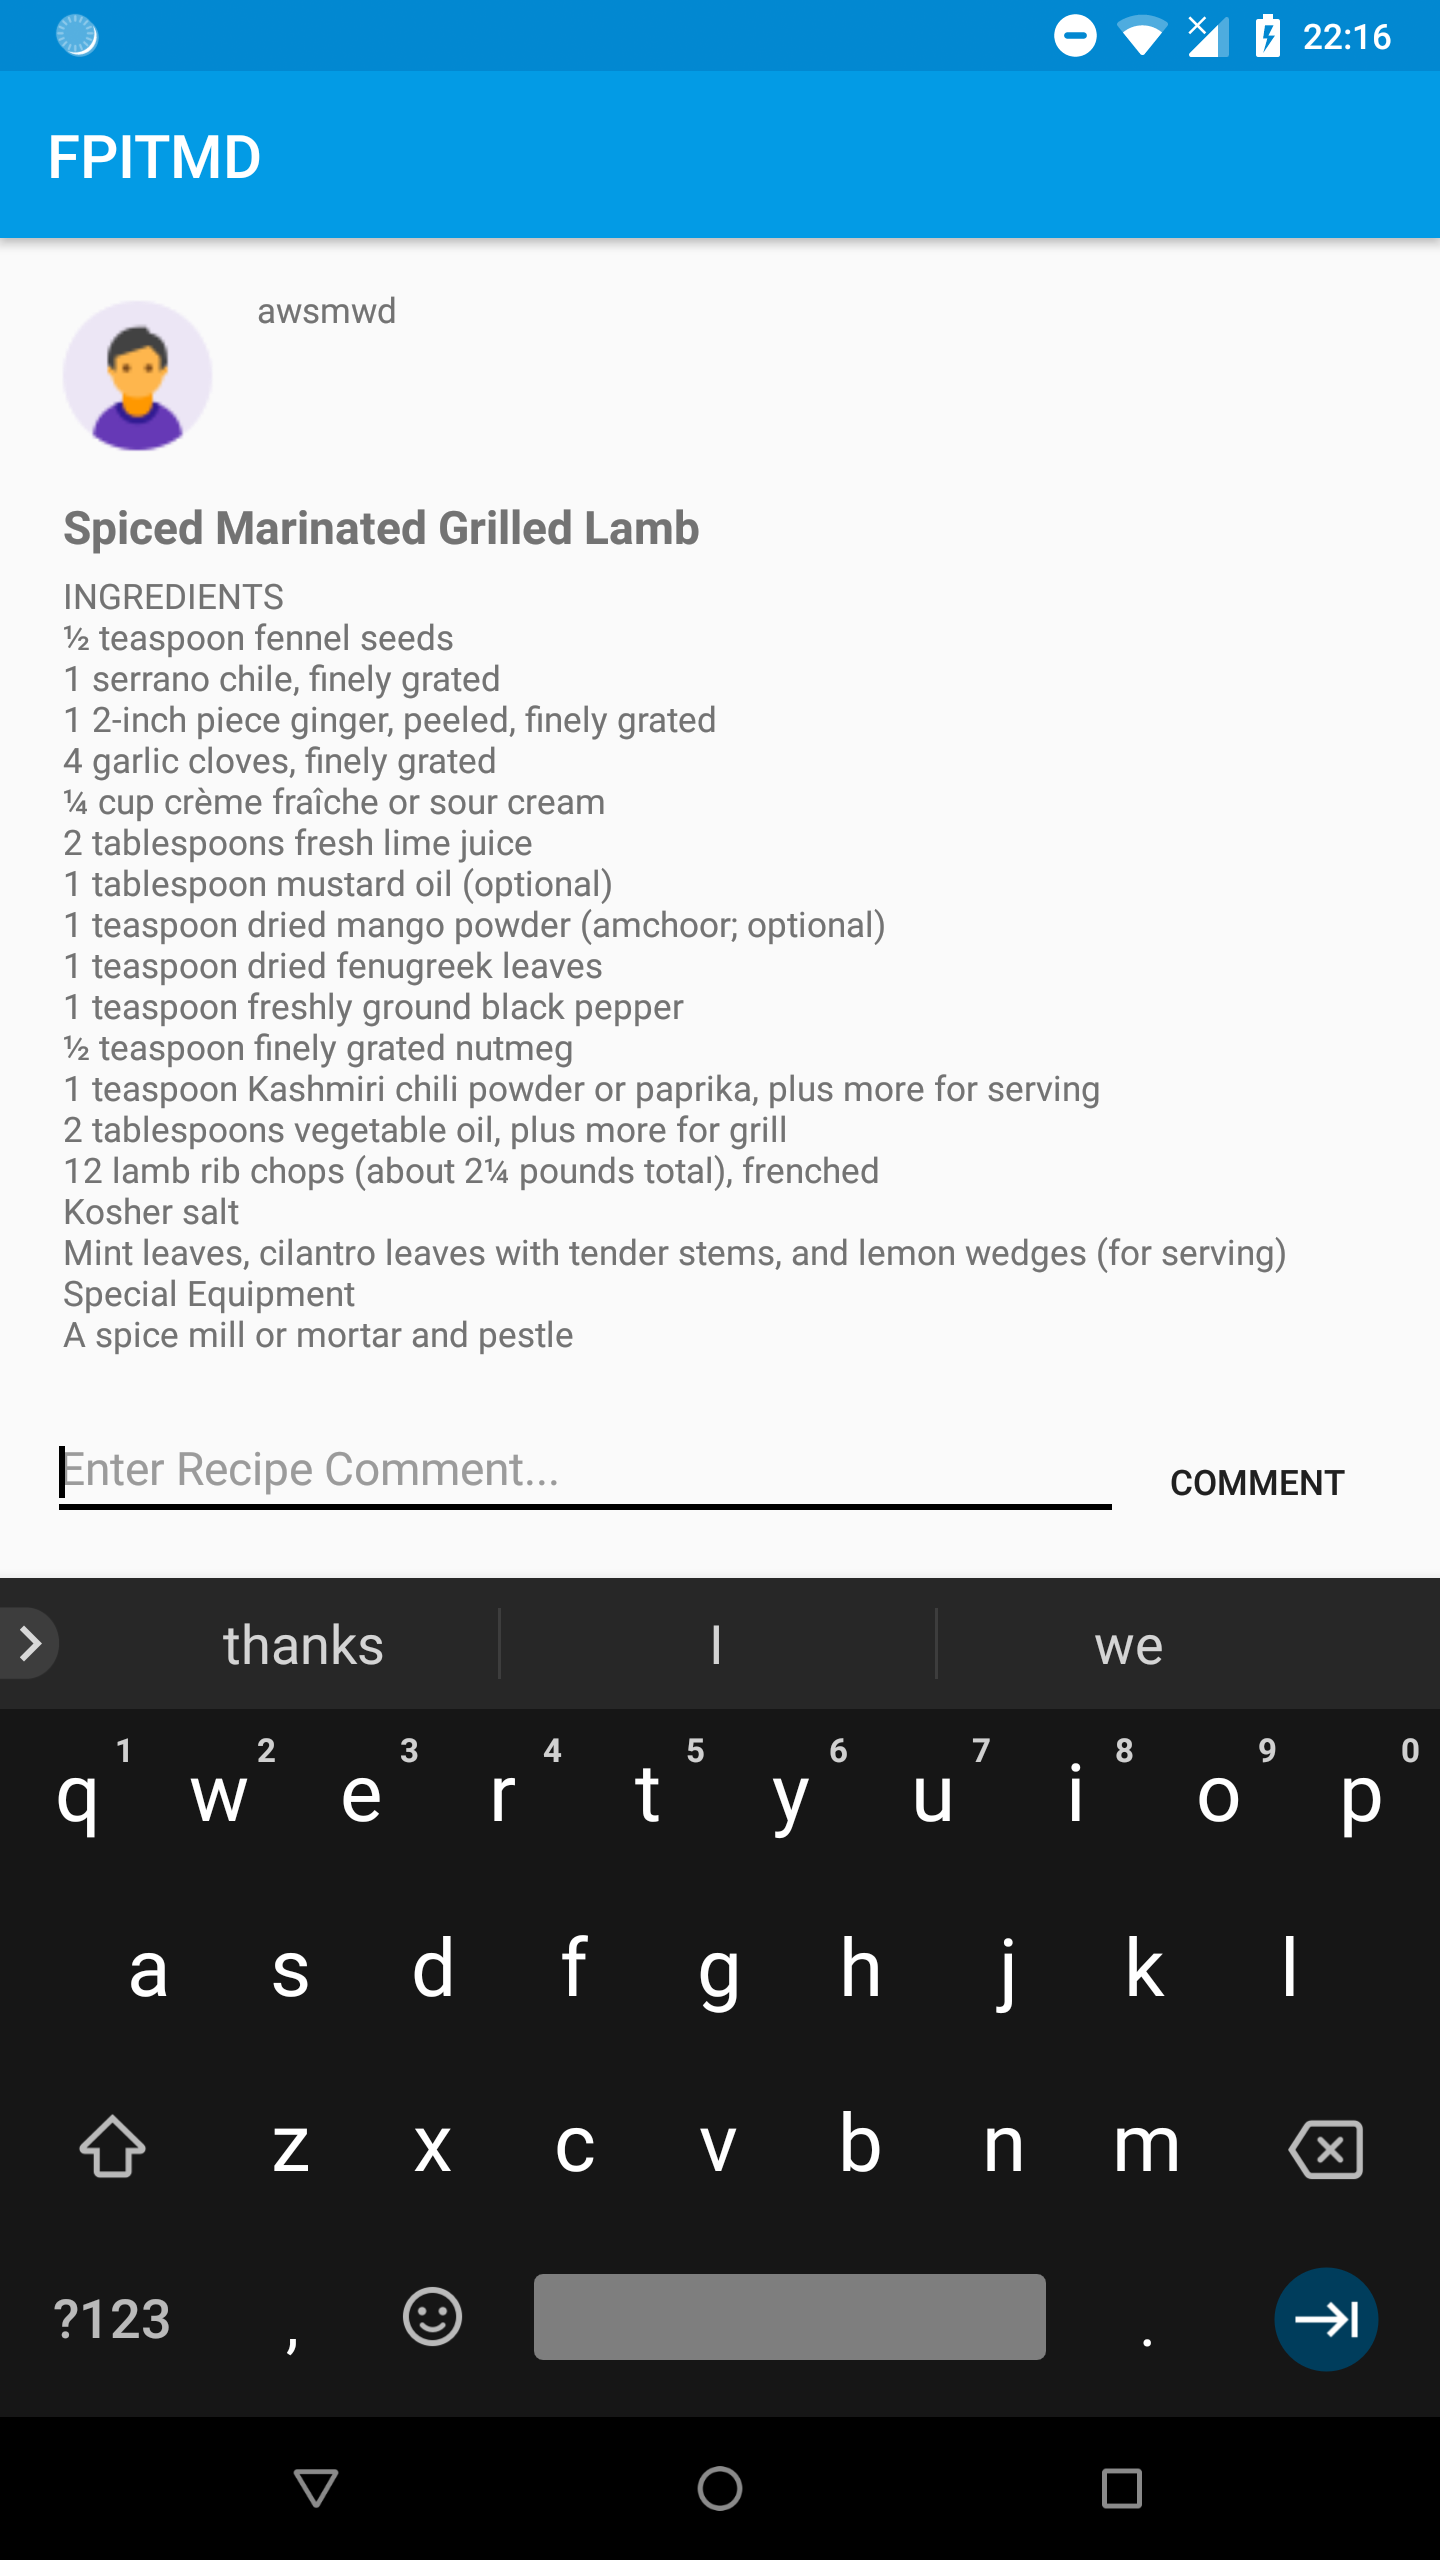 22:16
FPITMD
awsmwd
Spiced Marinated Grilled Lamb
INGREDIENTS
½ teaspoon fennel seeds
1 serrano chile, finely grated
1 2-inch piece ginger, peeled, finely grated
4 garlic cloves, finely grated
¼ cup crème fraîche or sour cream
2 tablespoons fresh lime juice
1 tablespoon mustard oil (optional)
1 teaspoon dried mango powder (amchoor; optional)
1 teaspoon dried fenugreek leaves
1 teaspoon freshly ground black pepper
½ teaspoon finely grated nutmeg
1 teaspoon Kashmiri chili powder or paprika, plus more for serving
2 tablespoons vegetable oil, plus more for grill
12 lamb rib chops (about 2¼ pounds total), frenched
Kosher salt
Mint leaves, cilantro leaves with tender stems, and lemon wedges (for serving)
Special Equipment
A spice mill or mortar and pestle
Enter Recipe Comment... COMMENT
thanks I we
q 1 w 2 e 3 r 4 t 5 y 6 u 7 i 8 o 9 p 0
a s d f g h j k l
z x c v b n m
?123 , .